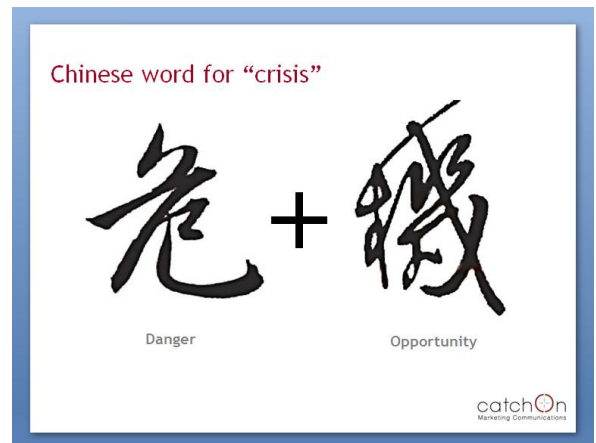 Chinese word for “crisis”
危 + 機
Danger Opportunity
catchOn
Marketing Communications